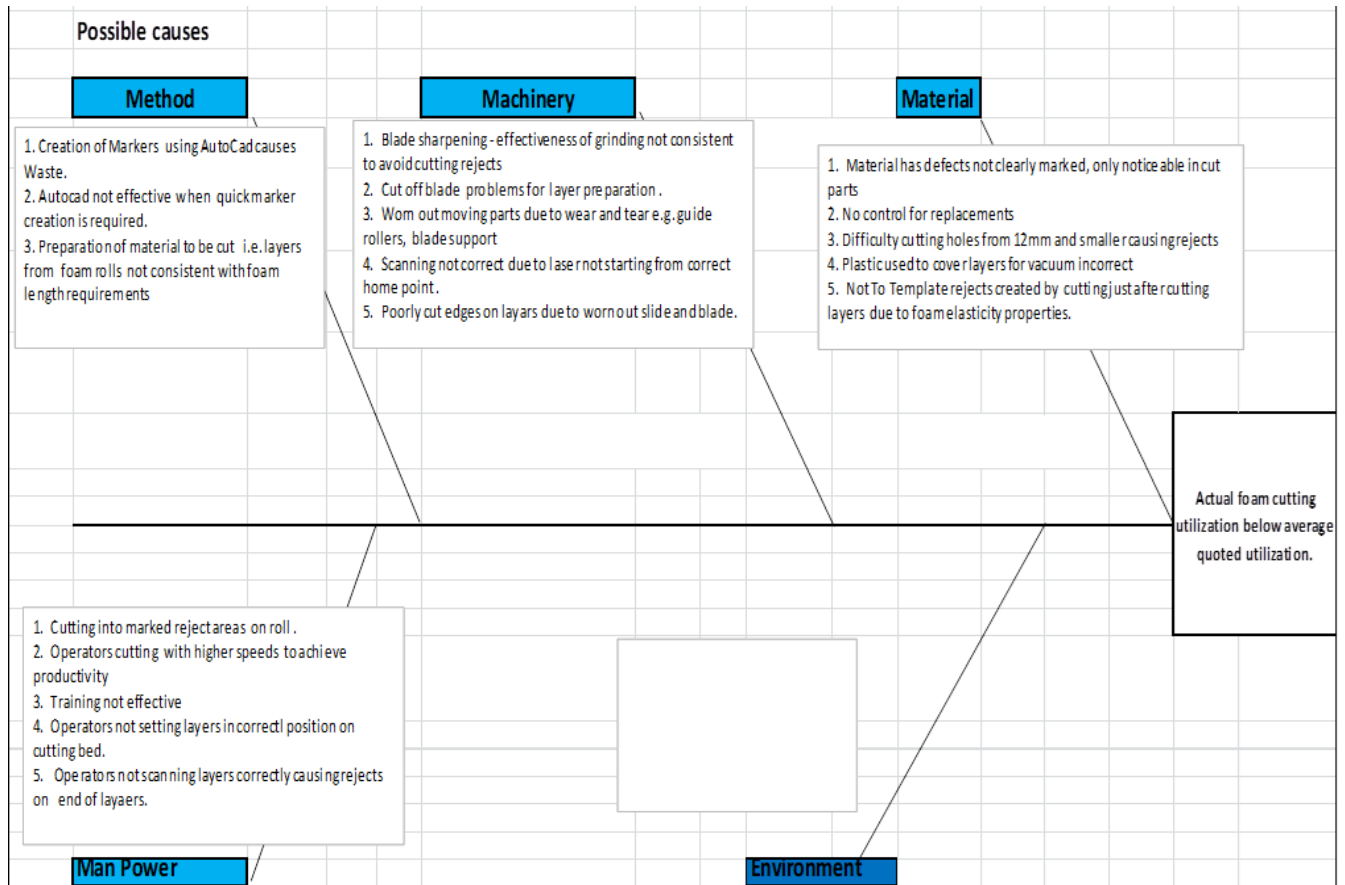 Possible causes
Method
Machinery
Material
1. Creation of Markers using AutoCad causes
Waste.
2. Autocad not effective when quick marker
creation is required.
3. Preparation of material to be cut i.e. layers
from foam rolls not consistent with foam
length requirements
1. Blade sharpening - effectiveness of grinding not consistent
to avoid cutting rejects
2. Cut off blade problems for layer preparation .
3. Worn out moving parts due to wear and tear e.g. guide
rollers, blade support
4. Scanning not correct due to laser not starting from correct
home point.
5. Poorly cut edges on layars due to worn out slide and blade.
1. Material has defects not clearly marked, only noticeable in cut
parts
2. No control for replacements
3. Difficulty cutting holes from 12mm and smaller causing rejects
4. Plastic used to cover layers for vacuum incorrect
5. Not To Template rejects created by cutting just after cutting
layers due to foam elasticity properties.
Actual foam cutting
utilization below average
quoted utilization.
1. Cutting into marked reject areas on roll .
2. Operators cutting with higher speeds to achieve
productivity
3. Training not effective
4. Operators not setting layers in correctl position on
cutting bed.
5. Operators not scanning layers correctly causing rejects
on end of layaers.
Man Power
Environment